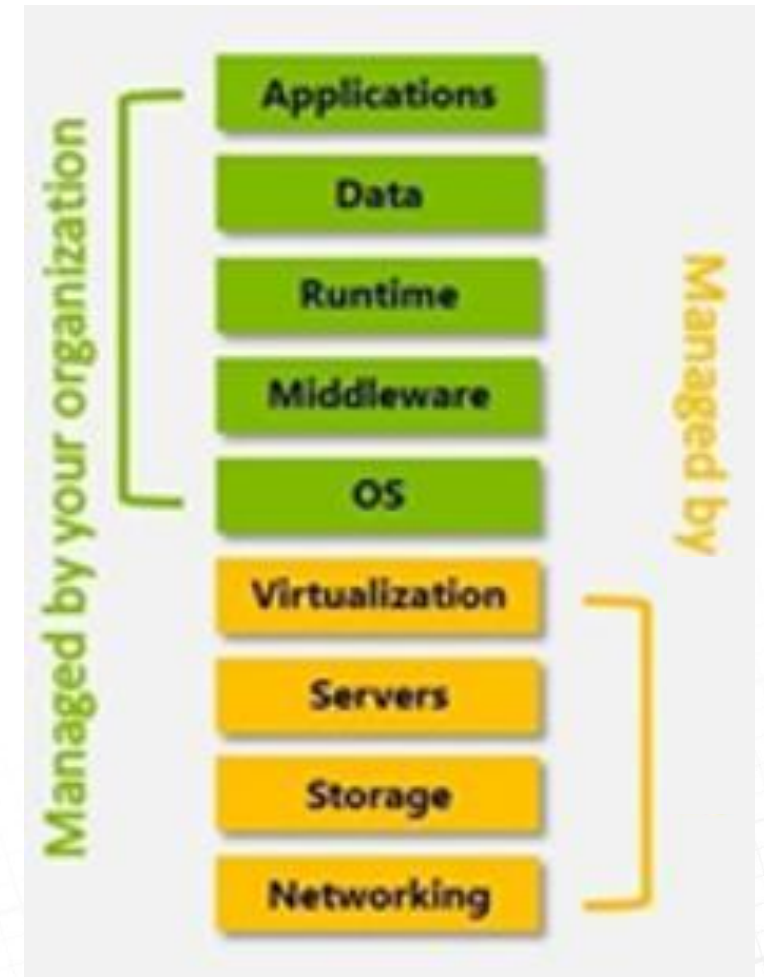 Managed by your organization
Applications
Data
Runtime
Middleware
OS
Virtualization
Servers
Storage
Networking
Managed by